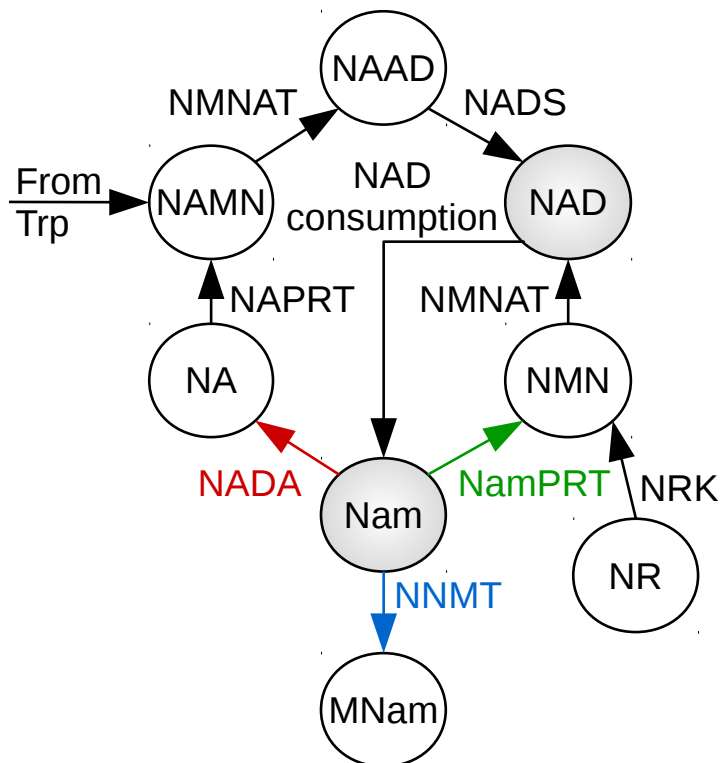 NAAD
NMNAT
NADS
From
Trp
NAMN
NAD
consumption
NAD
NAPRT
NMNAT
NA
NMN
NADA
NamPRT
NRK
Nam
NR
NNMT
MNam